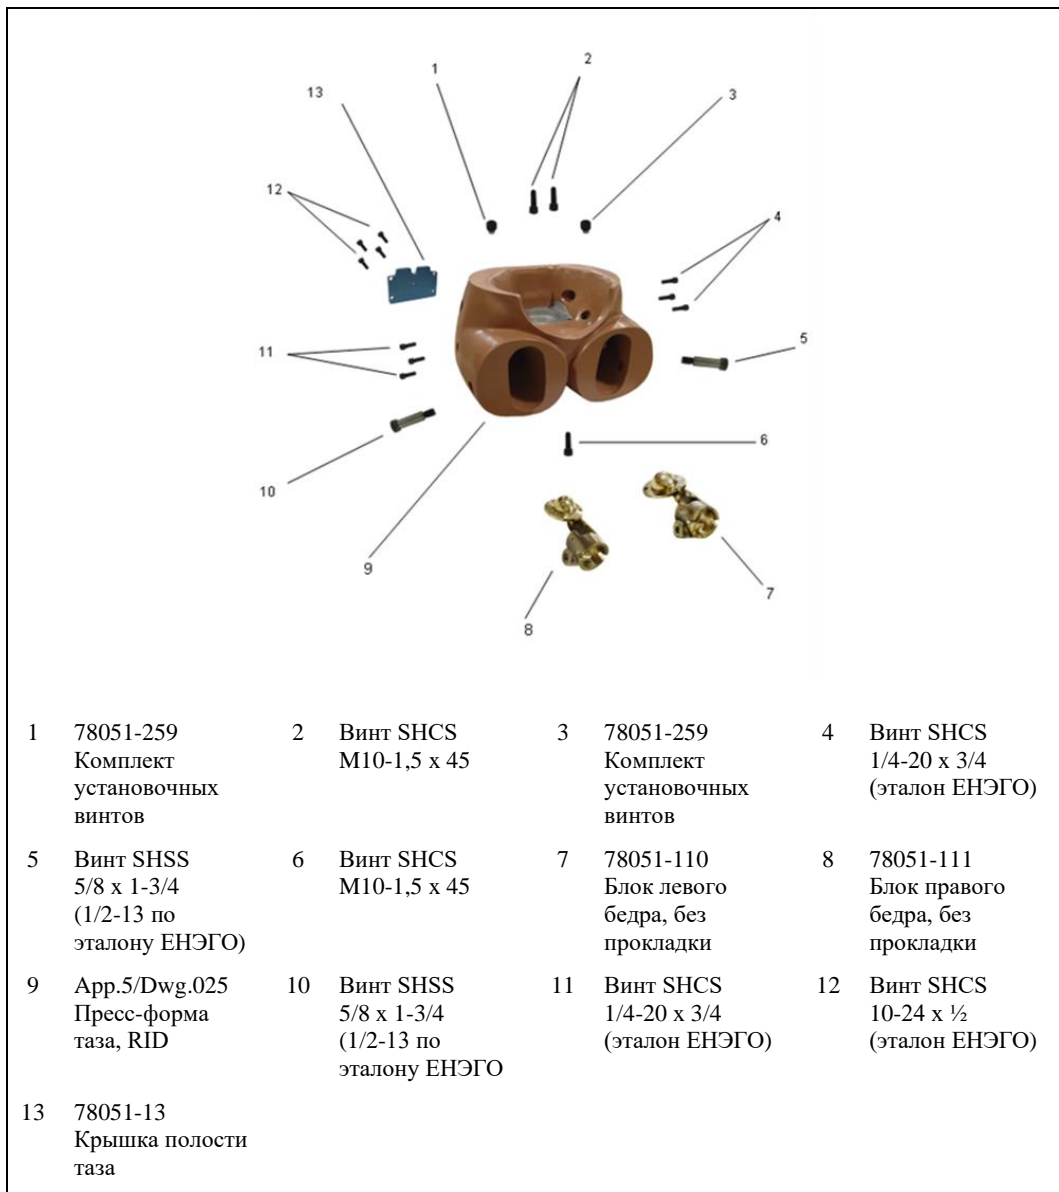 1
2
3
13
12
4
11
5
6
10
9
7
8
1 78051-259 Комплект установочных винтов
2 Винт SHCS М10-1,5 x 45
3 78051-259 Комплект установочных винтов
4 Винт SHCS 1/4-20 x 3/4 (эталон ЕНЭГО)
5 Винт SHSS 5/8 x 1-3/4 (1/2-13 по эталону ЕНЭГО)
6 Винт SHCS М10-1,5 x 45
7 78051-110 Блок левого бедра, без прокладки
8 78051-111 Блок правого бедра, без прокладки
9 App.5/Dwg.025 Пресс-форма таза, RID
10 Винт SHSS 5/8 x 1-3/4 (1/2-13 по эталону ЕНЭГО
11 Винт SHCS 1/4-20 x 3/4 (эталон ЕНЭГО)
12 Винт SHCS 10-24 x ½ (эталон ЕНЭГО)
13 78051-13 Крышка полости таза